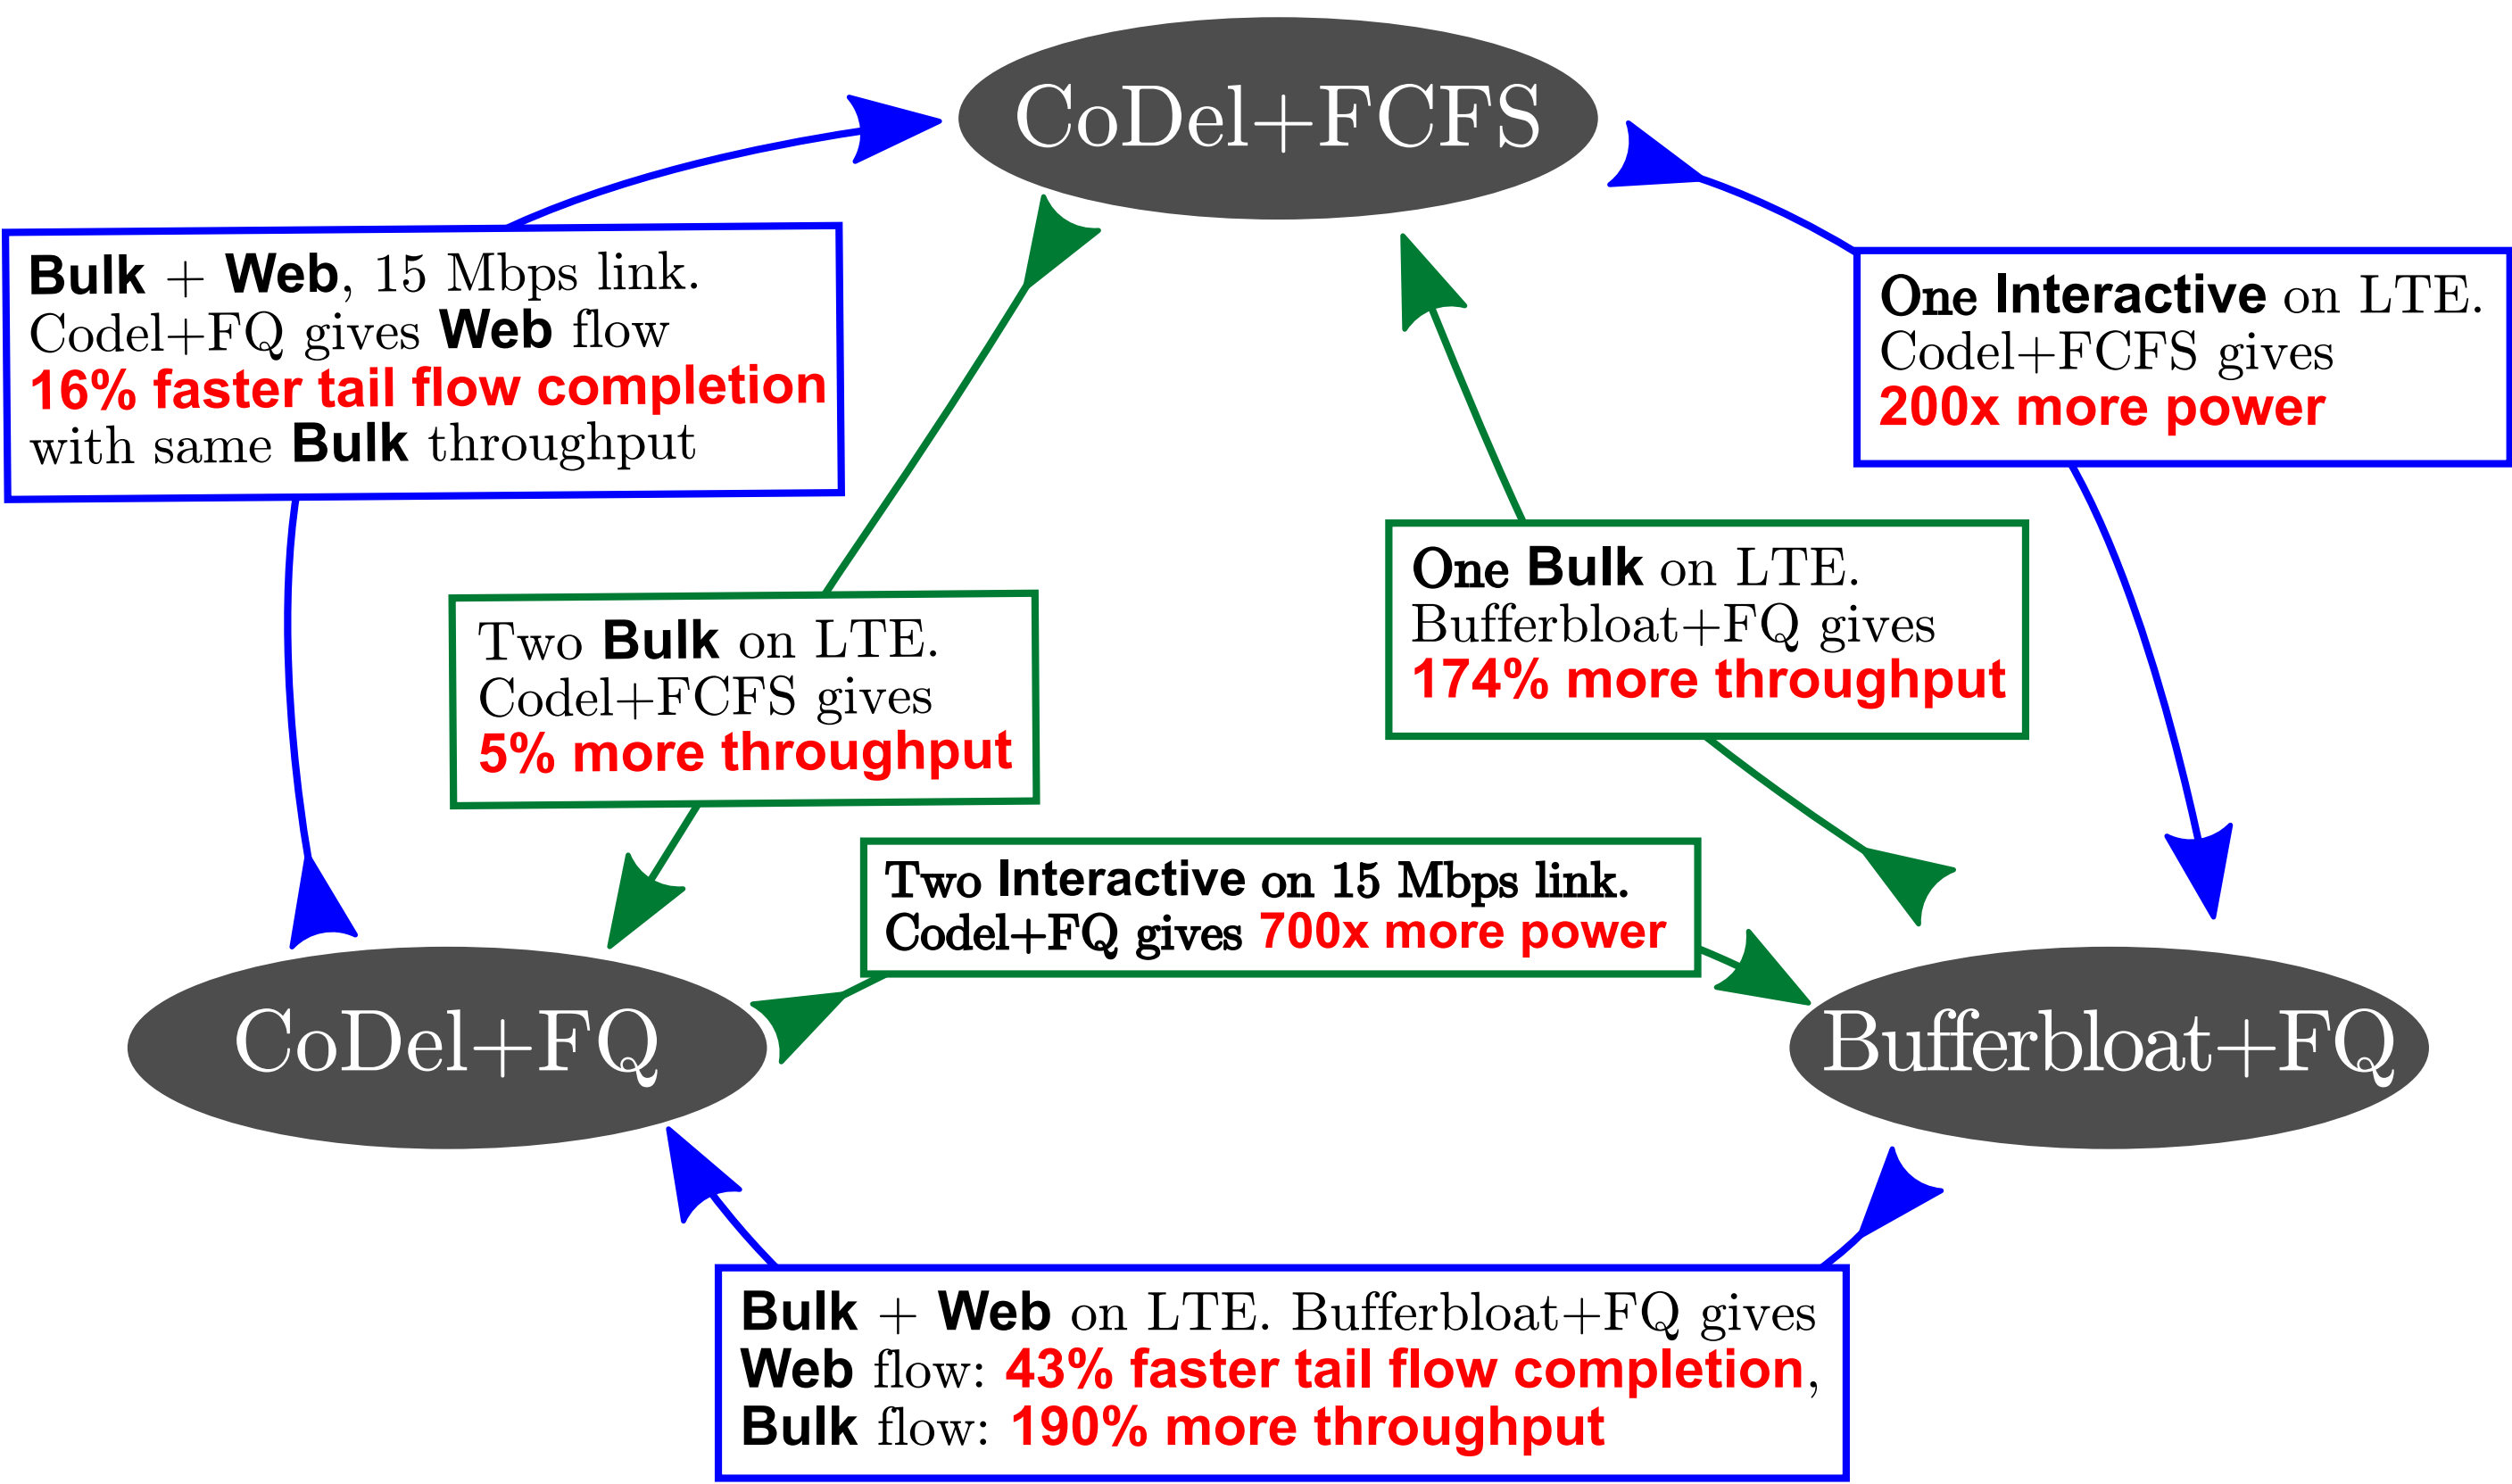 CoDel+FCFS
Bulk + Web, 15 Mbps link.
Codel+FQ gives Web flow
16% faster tail flow completion
with same Bulk throughput
One Interactive on LTE.
Codel+FCFS gives
200x more power
One Bulk on LTE.
Bufferbloat+FQ gives
174% more throughput
Two Bulk on LTE.
Codel+FCFS gives
5% more throughput
Two Interactive on 15 Mbps link.
Codel+FQ gives 700x more power
CoDel+FQ
Bufferbloat+FQ
Bulk + Web on LTE. Bufferbloat+FQ gives
Web flow: 43% faster tail flow completion,
Bulk flow: 190% more throughput